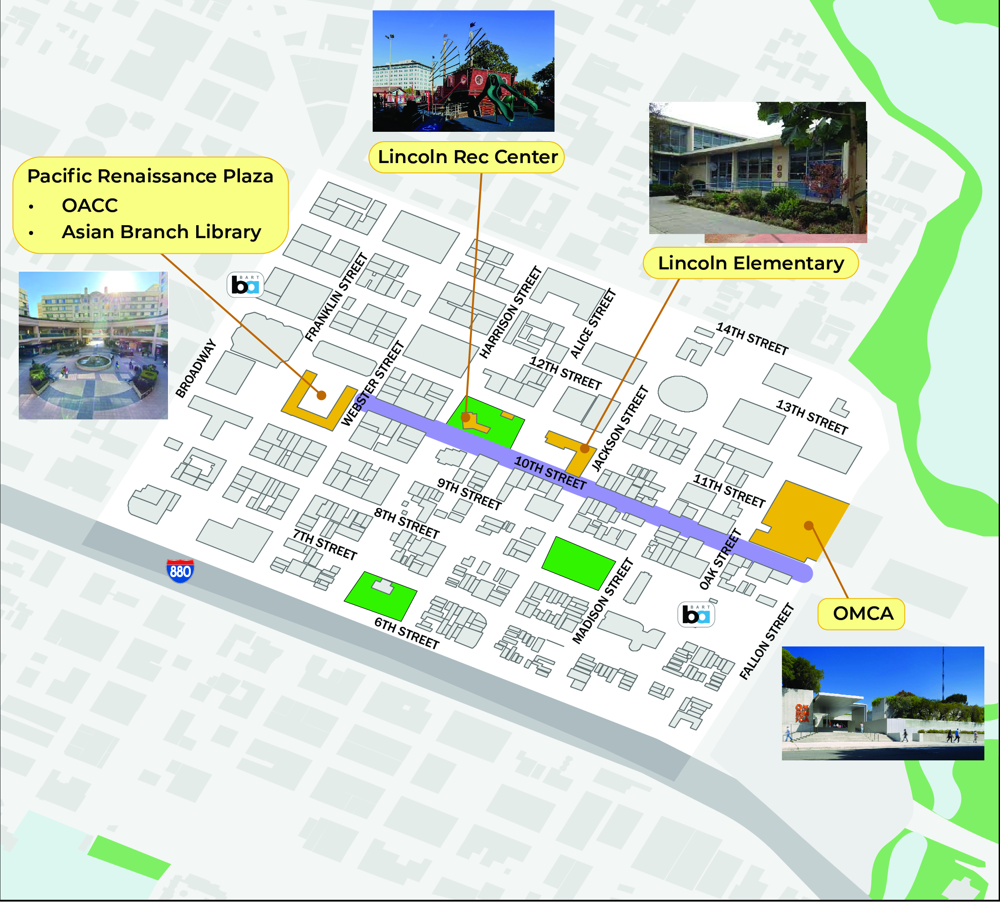 Lincoln Rec Center
Pacific Renaissance Plaza
• OACC
• Asian Branch Library
Lincoln Elementary
BART
ba
FRANKLIN STREET
HARRISON STREET
ALICE STREET
14TH STREET
BROADWAY
WEBSTER STREET
12TH STREET
JACKSON STREET
13TH STREET
10TH STREET
9TH STREET
11TH STREET
8TH STREET
7TH STREET
OAK STREET
MADISON STREET
880
6TH STREET
BART
ba
FALLON STREET
OMCA